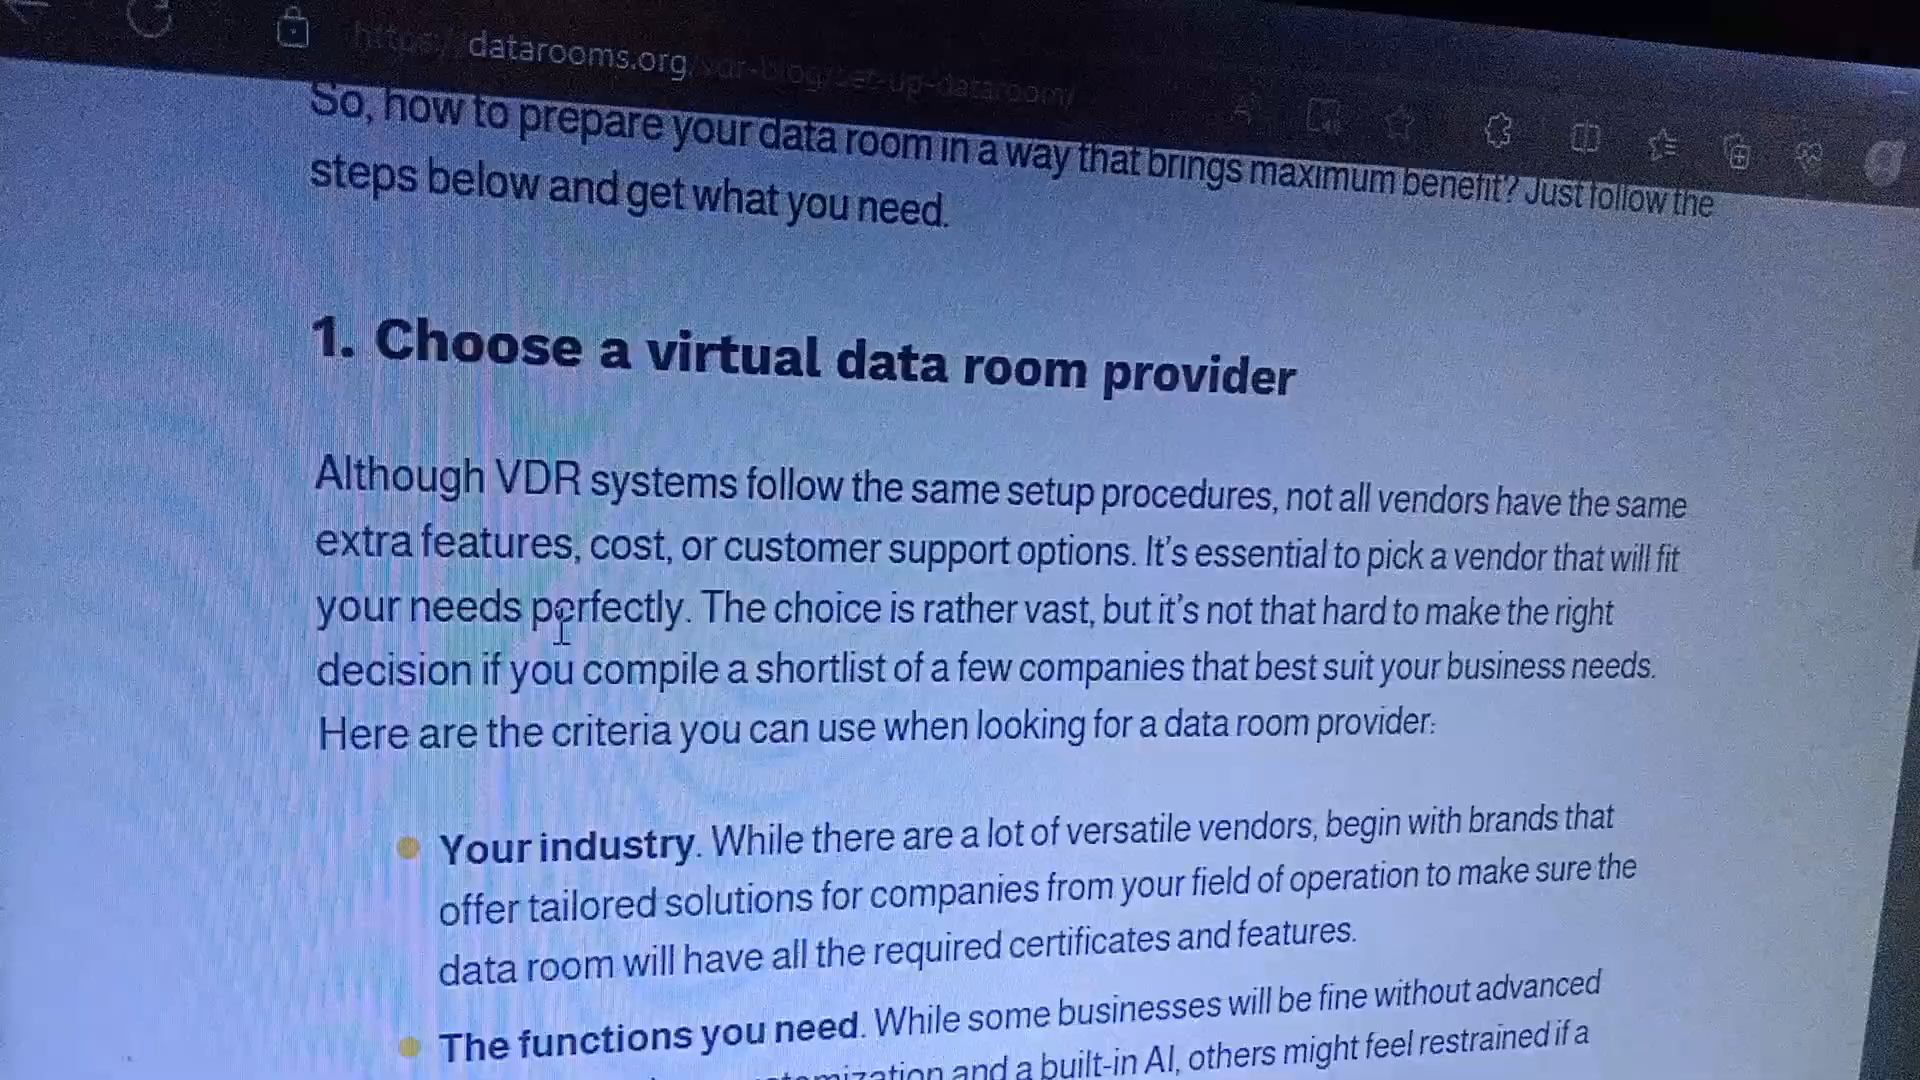 https://datarooms.org/vdr-blog/set-up-dataroom/
So, how to prepare your data room in a way that brings maximum benefit? Just follow the
steps below and get what you need.
1. Choose a virtual data room provider
Although VDR systems follow the same setup procedures, not all vendors have the same
extra features, cost, or customer support options. It's essential to pick a vendor that will fit
your needs perfectly. The choice is rather vast, but it's not that hard to make the right
decision if you compile a shortlist of a few companies that best suit your business needs.
Here are the criteria you can use when looking for a data room provider:
Your industry. While there are a lot of versatile vendors, begin with brands that
offer tailored solutions for companies from your field of operation to make sure the
data room will have all the required certificates and features.
The functions you need. While some businesses will be fine without advanced
and a built-in AI, others might feel restrained if a